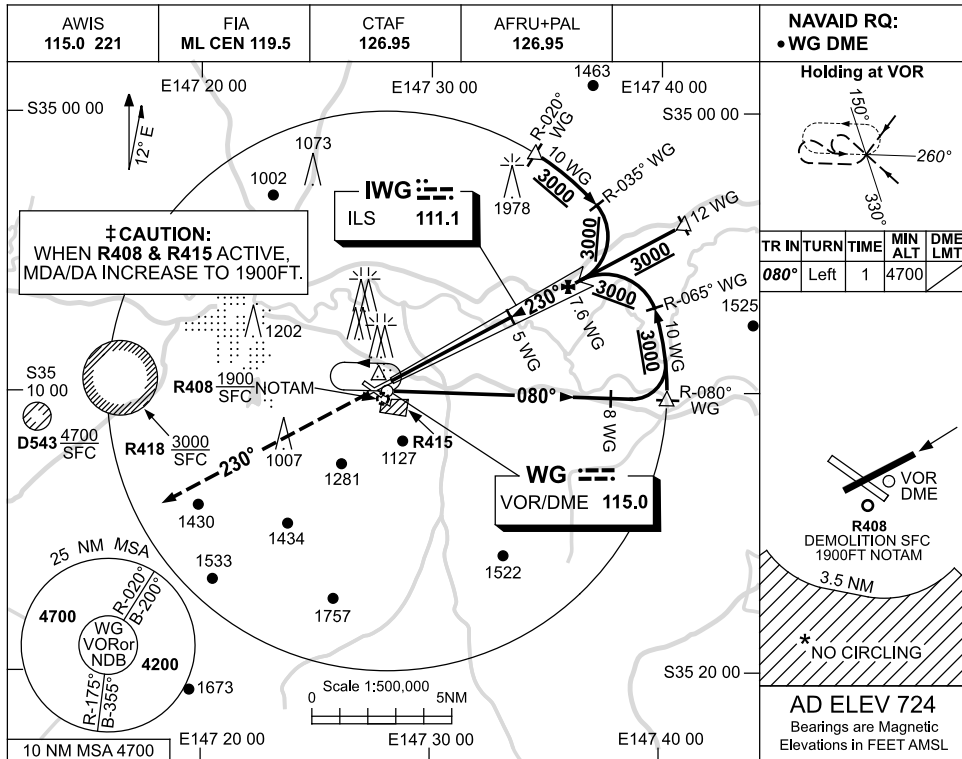 AWIS
115.0 221
FIA
ML CEN 119.5
CTAF
126.95
AFRU+PAL
126.95
NAVAID RQ:
• WG DME
E147 20 00
E147 30 00
E147 40 00
1463
S35 00 00
S35 00 00
12° E
1073
1002
R-020°
WG
10 WG
3000
R-035° WG
1978
IWG
ILS 111.1
3000
12 WG
3000
‡CAUTION:
WHEN R408 & R415 ACTIVE,
MDA/DA INCREASE TO 1900FT.
230°
3000
7.6 WG
R-065° WG
1525
5 WG
10 WG
3000
1202
S35
10 00
R408 1900
SFC NOTAM
080°
8 WG
R-080°
WG
D543 4700
SFC
R418 3000
SFC
230°
1007
R415
1127
1281
WG
VOR/DME 115.0
1430
1434
1522
1533
1757
25 NM MSA
R-020°
B-200°
4700
WG
VOR or
NDB
4200
R-175°
B-355°
1673
Scale 1:500,000
0 5NM
S35 20 00
10 NM MSA 4700
E147 20 00
E147 30 00
E147 40 00
Holding at VOR
150°
260°
330°
TR IN TURN TIME MIN ALT DME LMT
080° Left 1 4700
VOR
DME
R408
DEMOLITION SFC
1900FT NOTAM
3.5 NM
* NO CIRCLING
AD ELEV 724
Bearings are Magnetic
Elevations in FEET AMSL